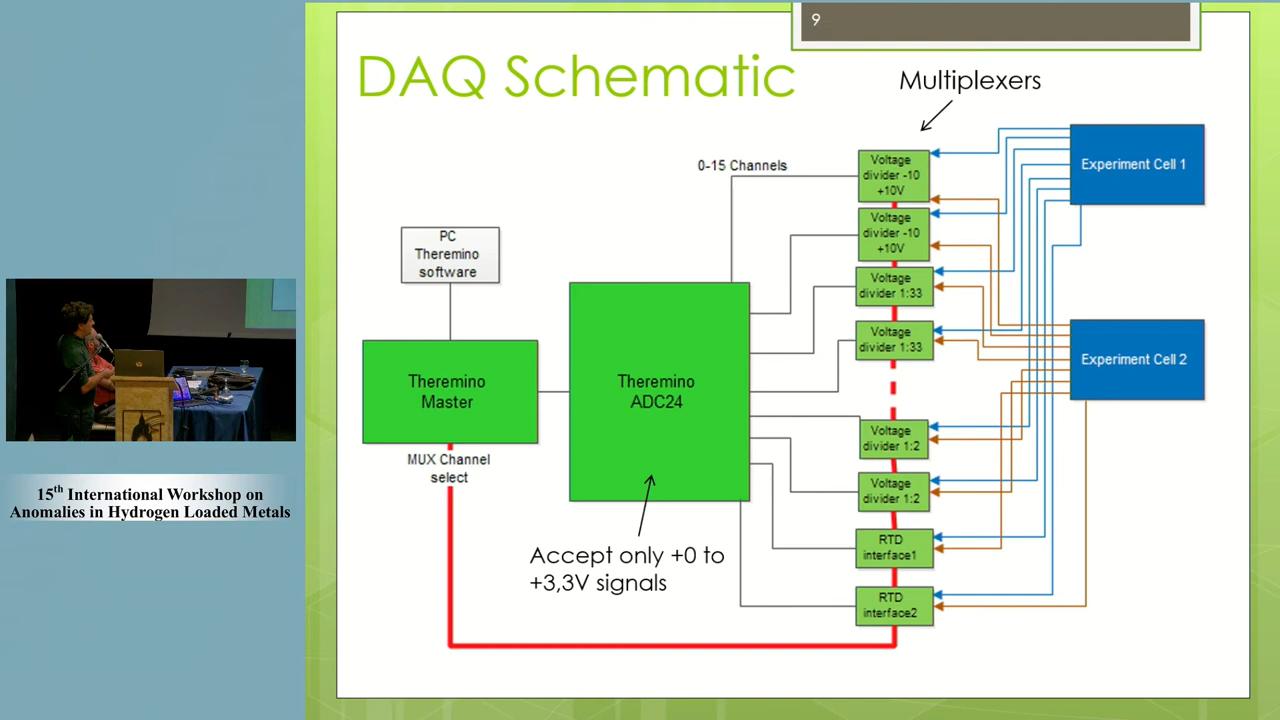 9
DAQ Schematic
Multiplexers
0-15 Channels
Voltage
divider -10
+10V
Experiment Cell 1
Voltage
divider -10
+10V
PC
Theremino
software
Voltage
divider 1:33
Voltage
divider 1:33
Experiment Cell 2
Theremino
Master
Theremino
ADC24
Voltage
divider 1:2
MUX Channel
select
Voltage
divider 1:2
RTD
interface1
Accept only +0 to
+3,3V signals
RTD
interface2
15th International Workshop on
Anomalies in Hydrogen Loaded Metals